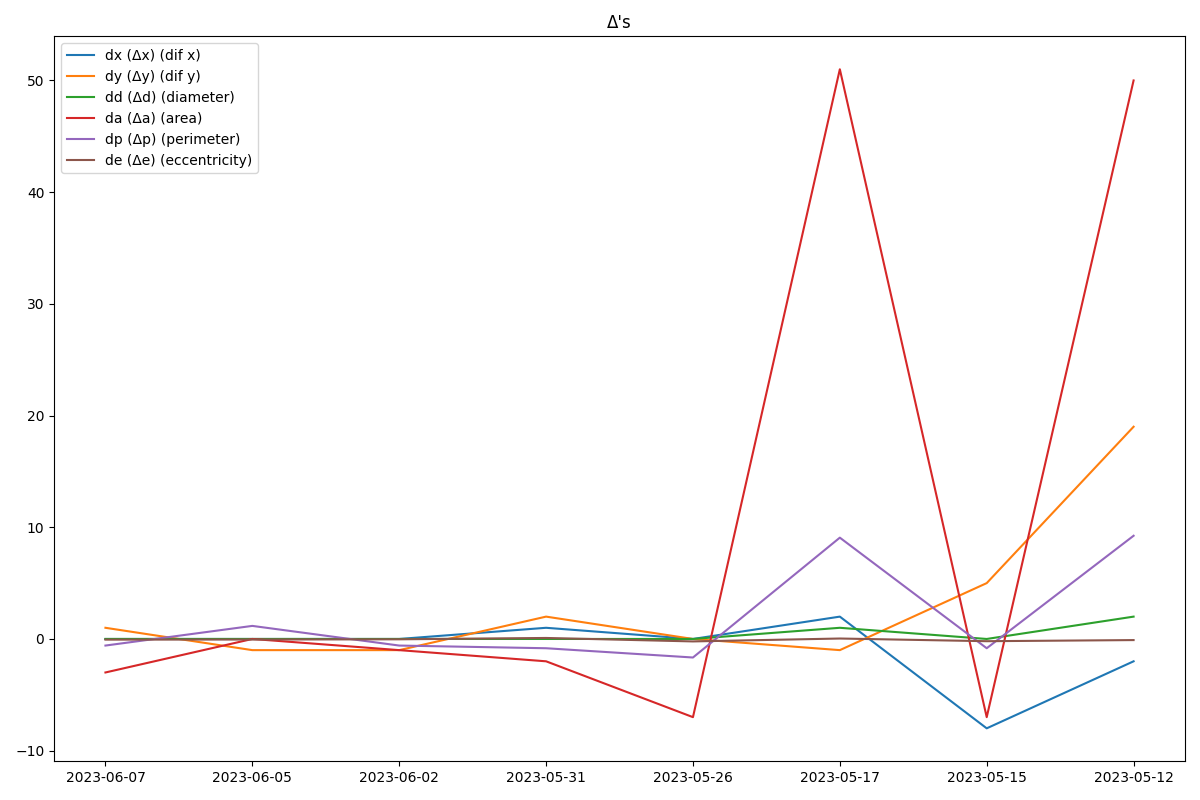 Δ's
dx (Δx) (dif x)
dy (Δy) (dif y)
dd (Δd) (diameter)
da (Δa) (area)
dp (Δp) (perimeter)
de (Δe) (eccentricity)
50
40
30
20
10
0
−10
2023-06-07 2023-06-05 2023-06-02 2023-05-31 2023-05-26 2023-05-17 2023-05-15 2023-05-12